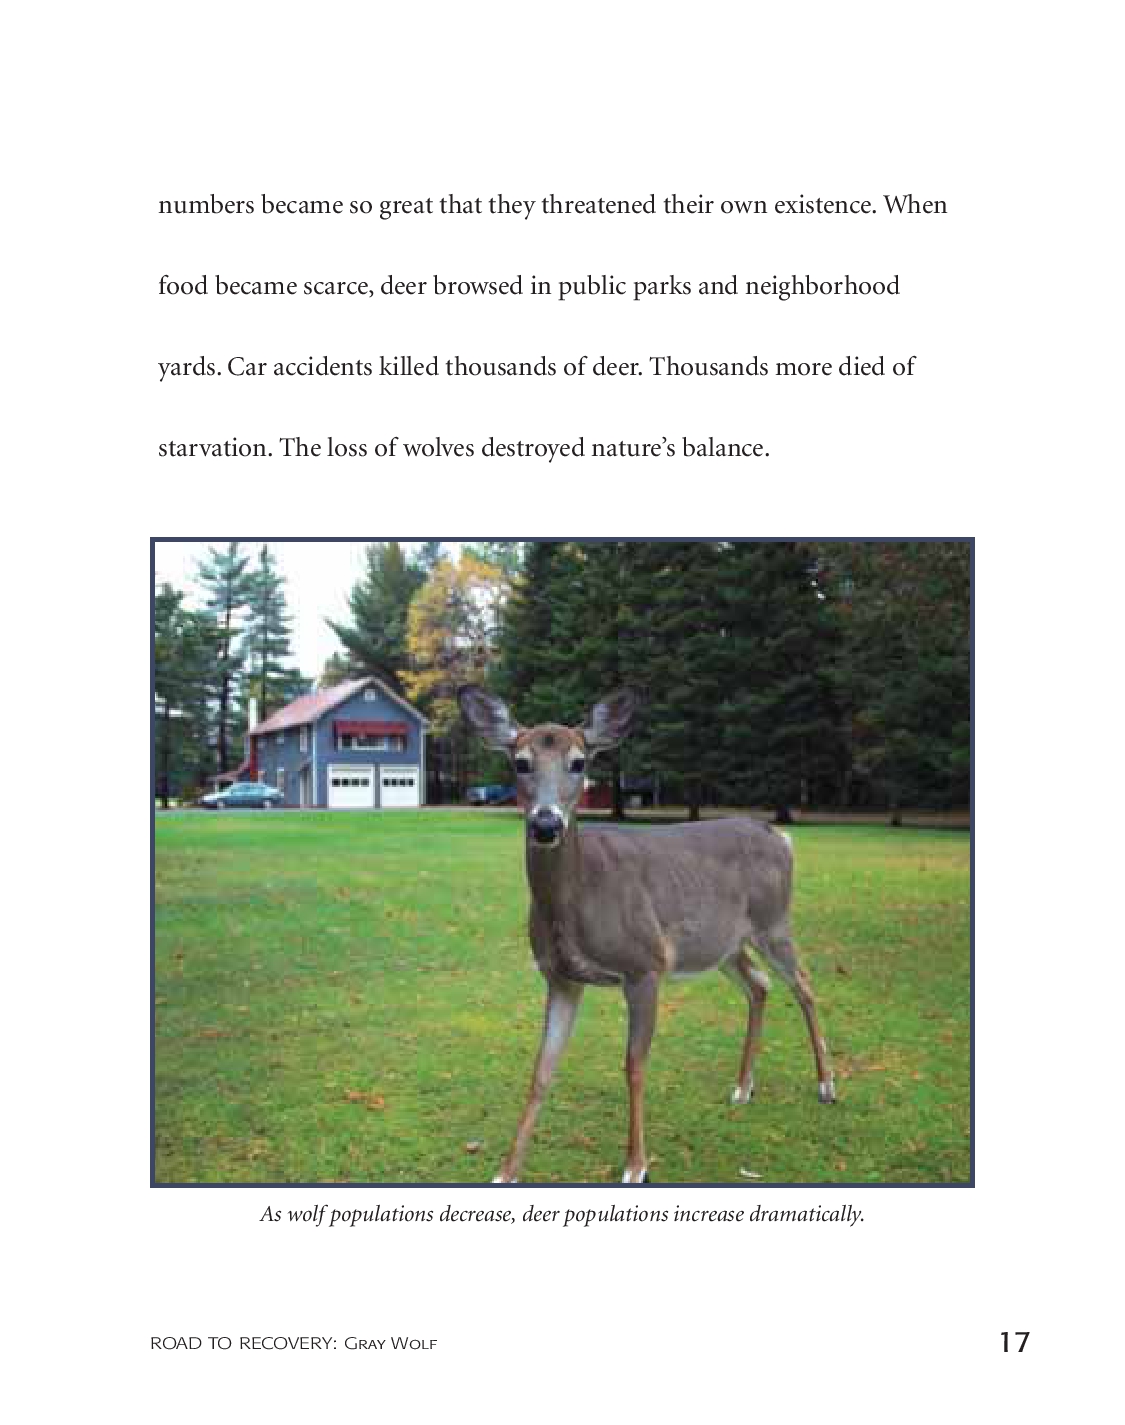 numbers became so great that they threatened their own existence. When
food became scarce, deer browsed in public parks and neighborhood
yards. Car accidents killed thousands of deer. Thousands more died of
starvation. The loss of wolves destroyed nature’s balance.
As wolf populations decrease, deer populations increase dramatically.
ROAD TO RECOVERY: GRAY WOLF
17